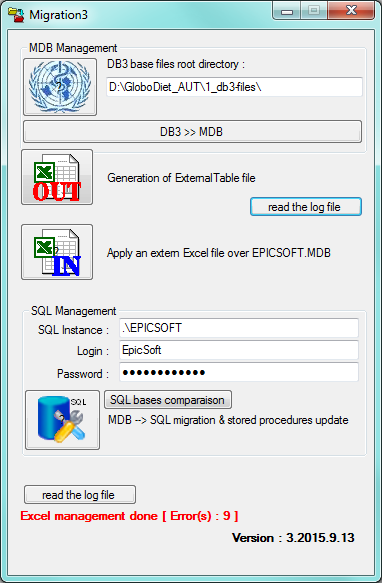 Migration3
MDB Management
DB3 base files root directory :
D:\GloboDiet_AUT\1_db3-files\
DB3 >> MDB
OUT
Generation of ExternalTable file
read the log file
IN
Apply an extern Excel file over EPICSOFT.MDB
SQL Management
SQL Instance :
.\EPICSOFT
Login :
EpicSoft
Password :
●●●●●●●●●●●●
SQL
SQL bases comparaison
MDB --> SQL migration & stored procedures update
read the log file
Excel management done [ Error(s) : 9 ]
Version : 3.2015.9.13